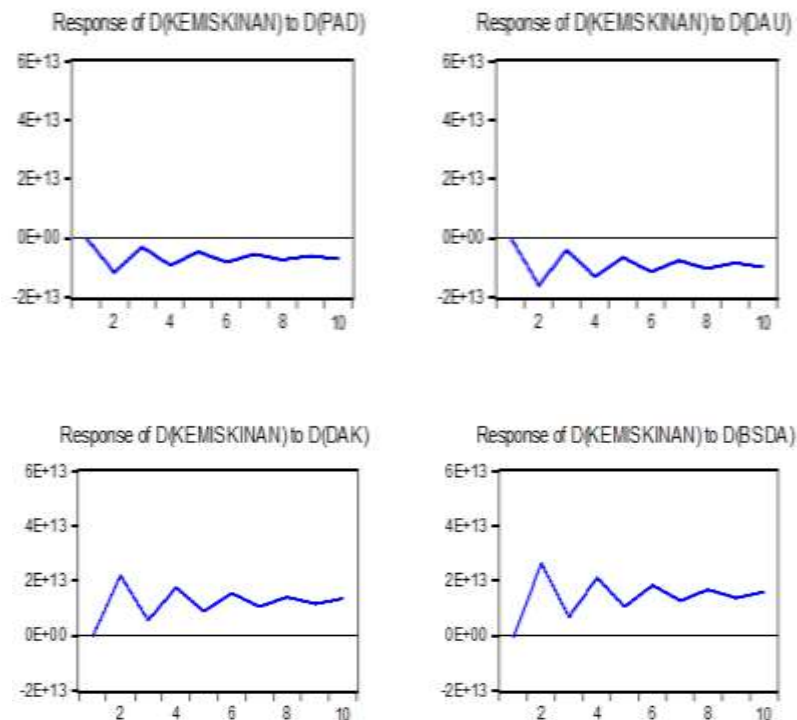 Response of D(KEMISKINAN) to D(PAD)
6E+13
4E+13
2E+13
0E+00
-2E+13
2 4 6 8 10
Response of D(KEMISKINAN) to D(DAU)
6E+13
4E+13
2E+13
0E+00
-2E+13
2 4 6 8 10
Response of D(KEMISKINAN) to D(DAK)
6E+13
4E+13
2E+13
0E+00
-2E+13
2 4 6 8 10
Response of D(KEMISKINAN) to D(BSDA)
6E+13
4E+13
2E+13
0E+00
-2E+13
2 4 6 8 10